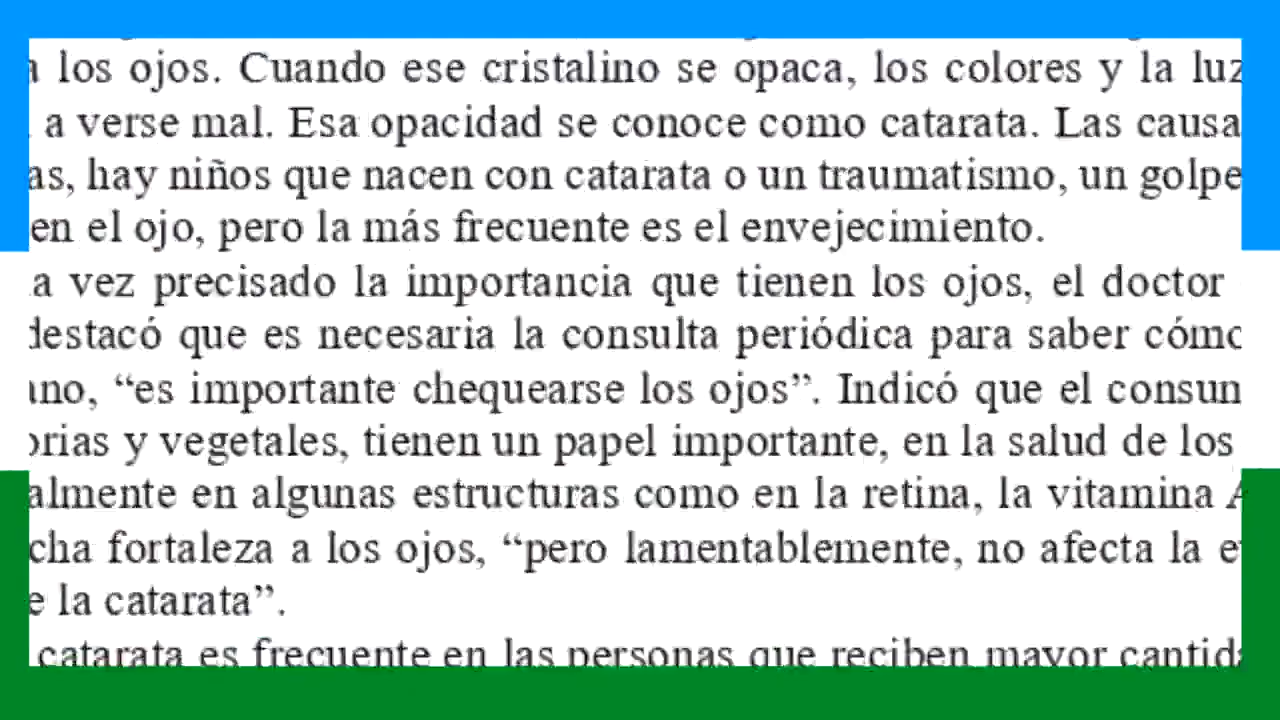 los ojos. Cuando ese cristalino se opaca, los colores y la luz
a verse mal. Esa opacidad se conoce como catarata. Las causa
as, hay niños que nacen con catarata o un traumatismo, un golpe
en el ojo, pero la más frecuente es el envejecimiento.
a vez precisado la importancia que tienen los ojos, el doctor
destacó que es necesaria la consulta periódica para saber cómo
ano, “es importante chequearse los ojos”. Indicó que el consun
orias y vegetales, tienen un papel importante, en la salud de los
almente en algunas estructuras como en la retina, la vitamina A
cha fortaleza a los ojos, “pero lamentablemente, no afecta la e
e la catarata”.
catarata es frecuente en las personas que reciben mayor cantida